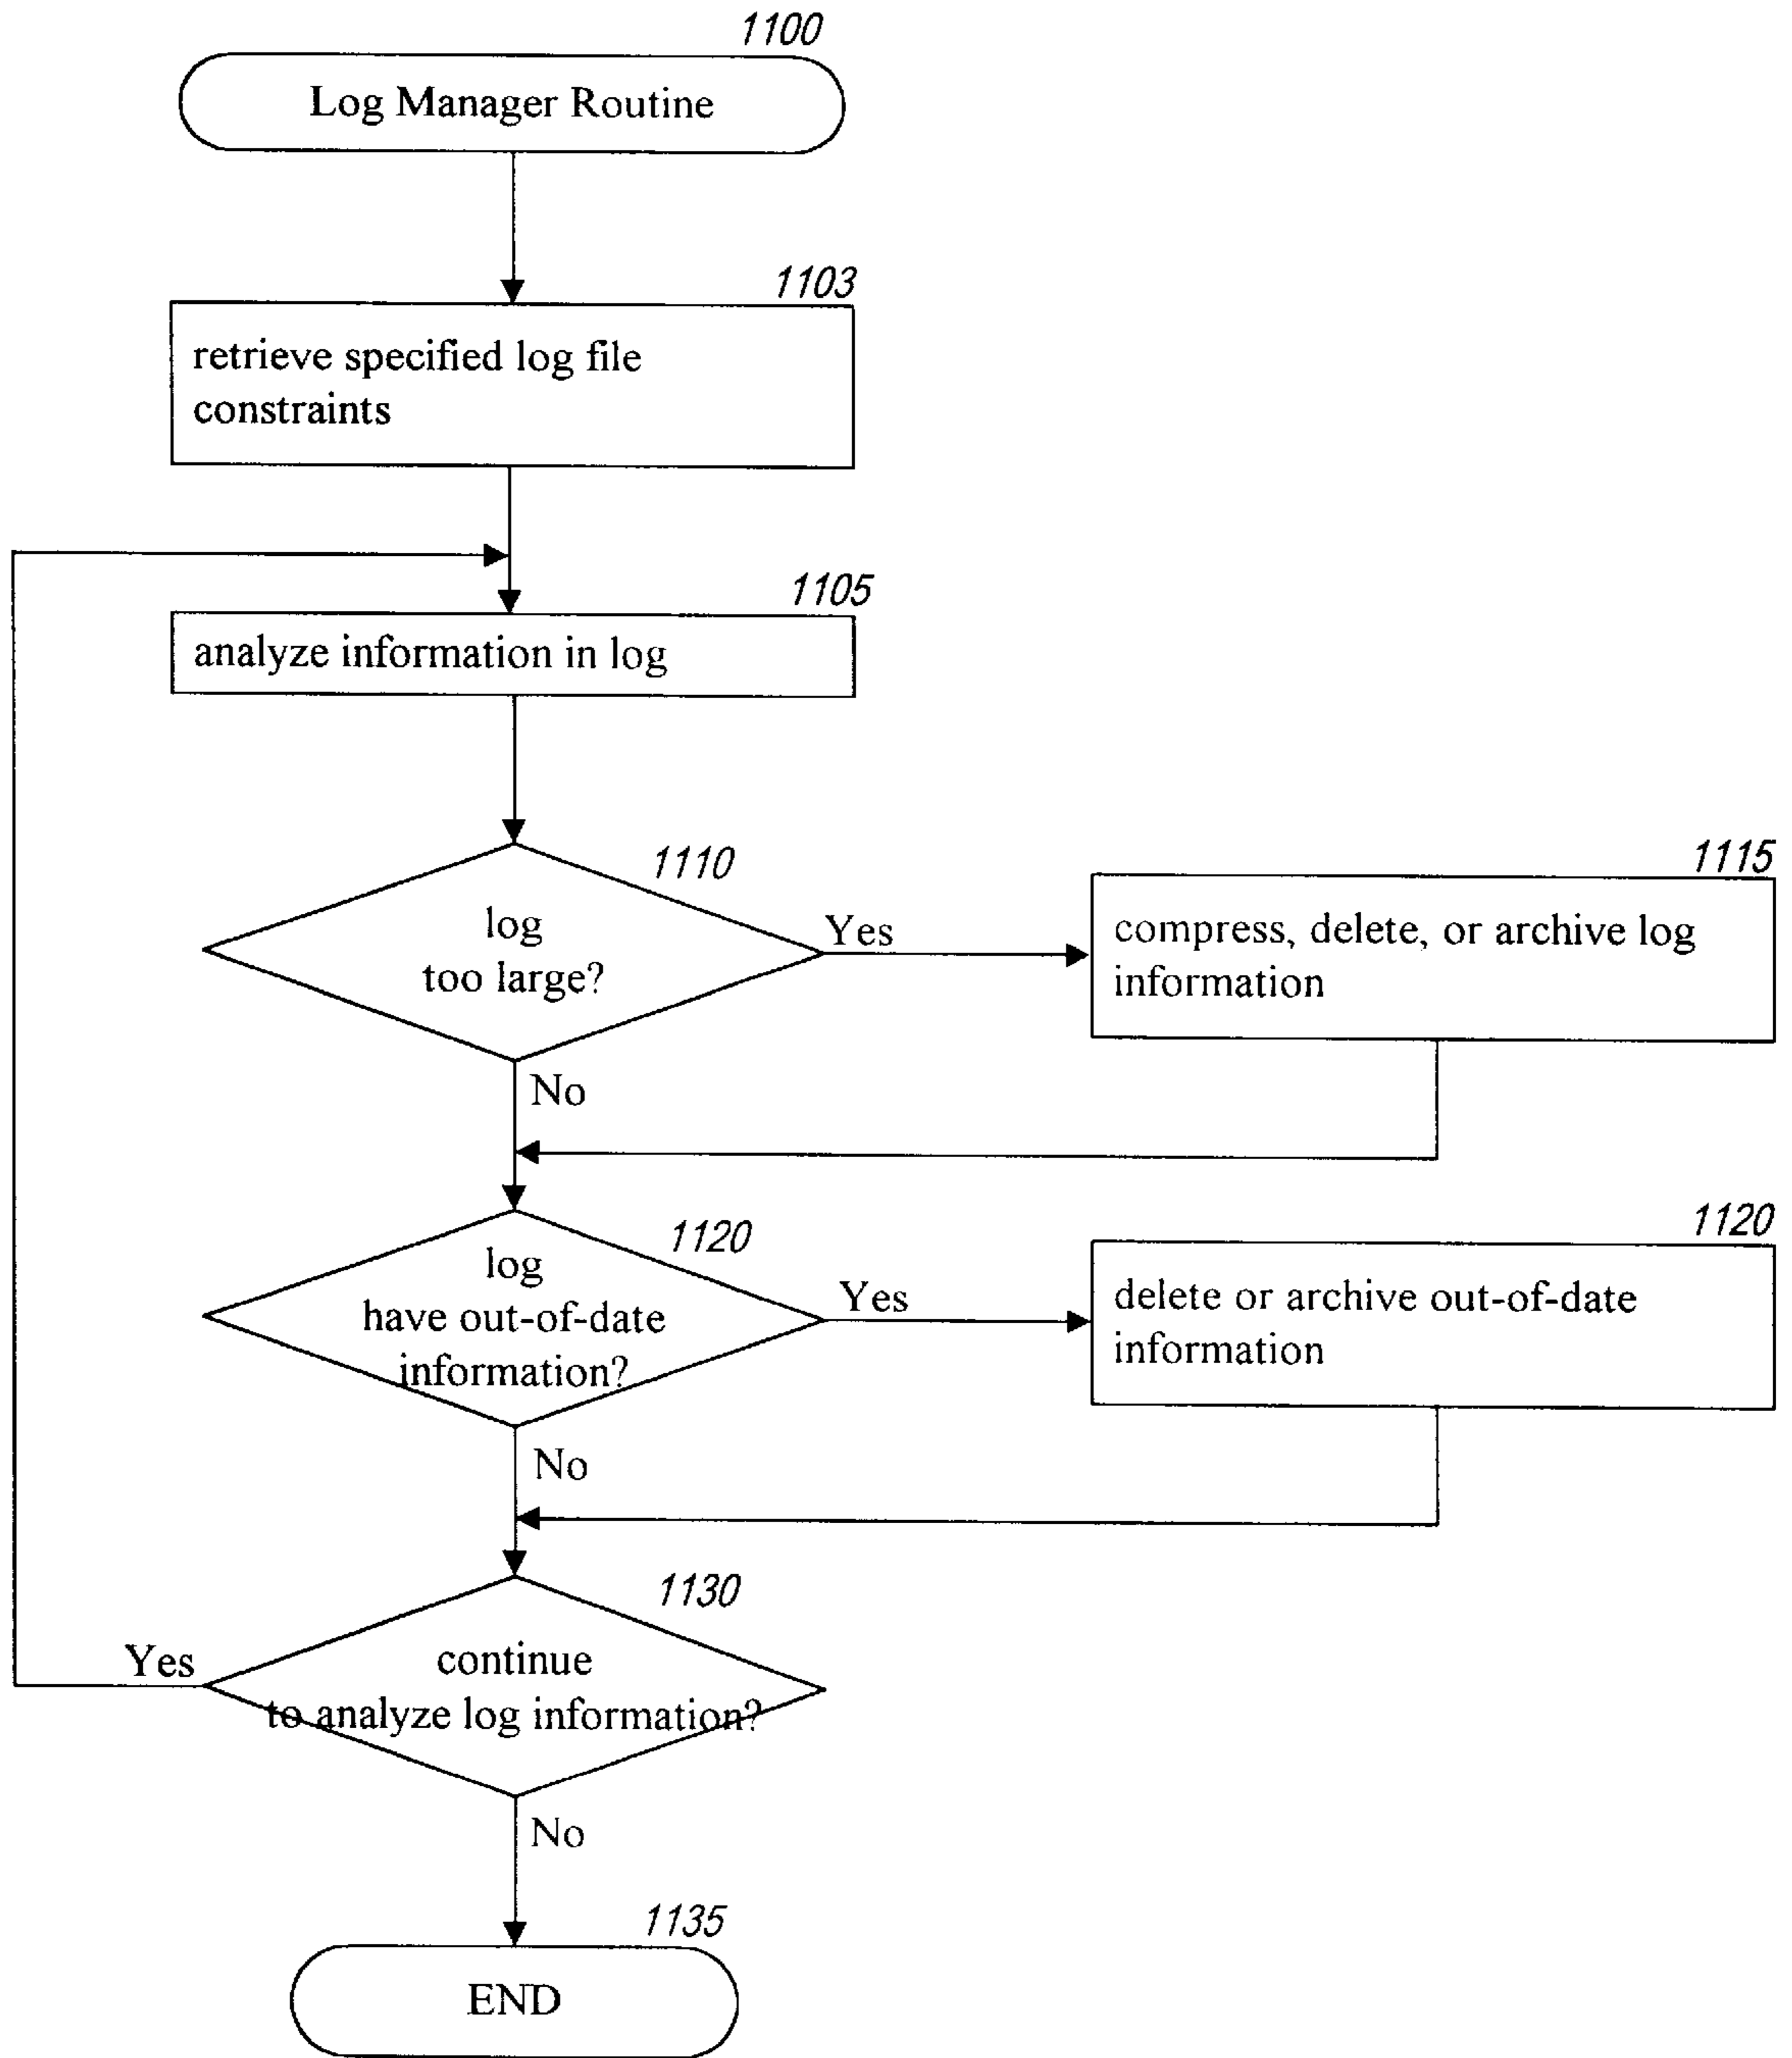 1100
Log Manager Routine
1103
retrieve specified log file
constraints
1105
analyze information in log
1110
log
too large?
Yes
1115
compress, delete, or archive log
information
No
1120
log
have out-of-date
information?
Yes
1120
delete or archive out-of-date
information
No
1130
continue
to analyze log information?
Yes
No
1135
END